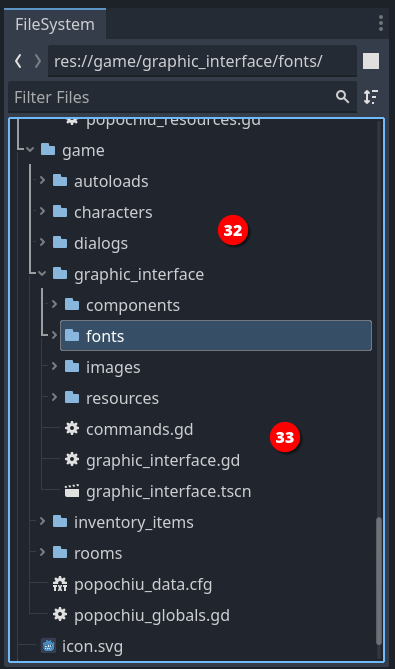 FileSystem
res://game/graphic_interface/fonts/
Filter Files
popochiu_resources.gd
game
autoloads
characters
32
dialogs
graphic_interface
components
fonts
images
resources
commands.gd
33
graphic_interface.gd
graphic_interface.tscn
inventory_items
rooms
popochiu_data.cfg
popochiu_globals.gd
icon.svg